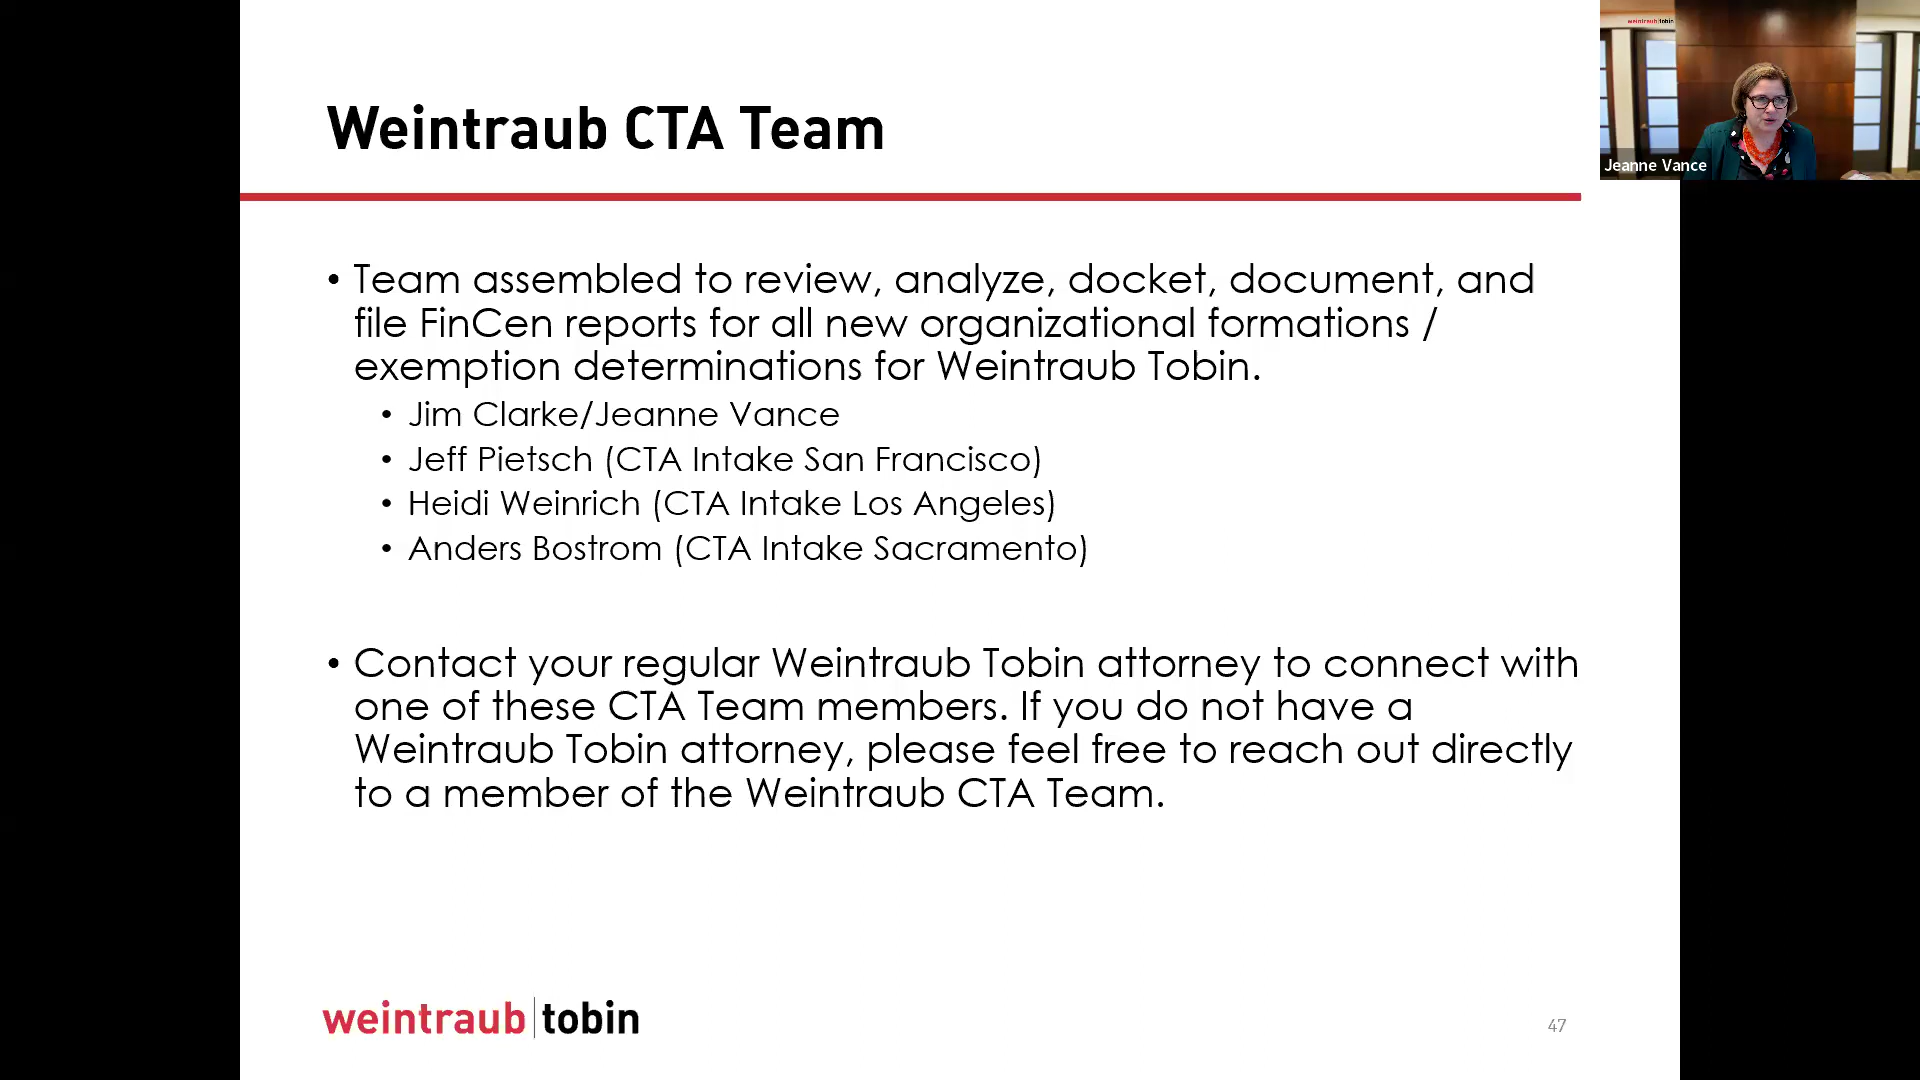 weintraub tobin
Weintraub CTA Team
Jeanne Vance
• Team assembled to review, analyze, docket, document, and
file FinCen reports for all new organizational formations /
exemption determinations for Weintraub Tobin.
• Jim Clarke/Jeanne Vance
• Jeff Pietsch (CTA Intake San Francisco)
• Heidi Weinrich (CTA Intake Los Angeles)
• Anders Bostrom (CTA Intake Sacramento)
• Contact your regular Weintraub Tobin attorney to connect with
one of these CTA Team members. If you do not have a
Weintraub Tobin attorney, please feel free to reach out directly
to a member of the Weintraub CTA Team.
weintraub tobin
47